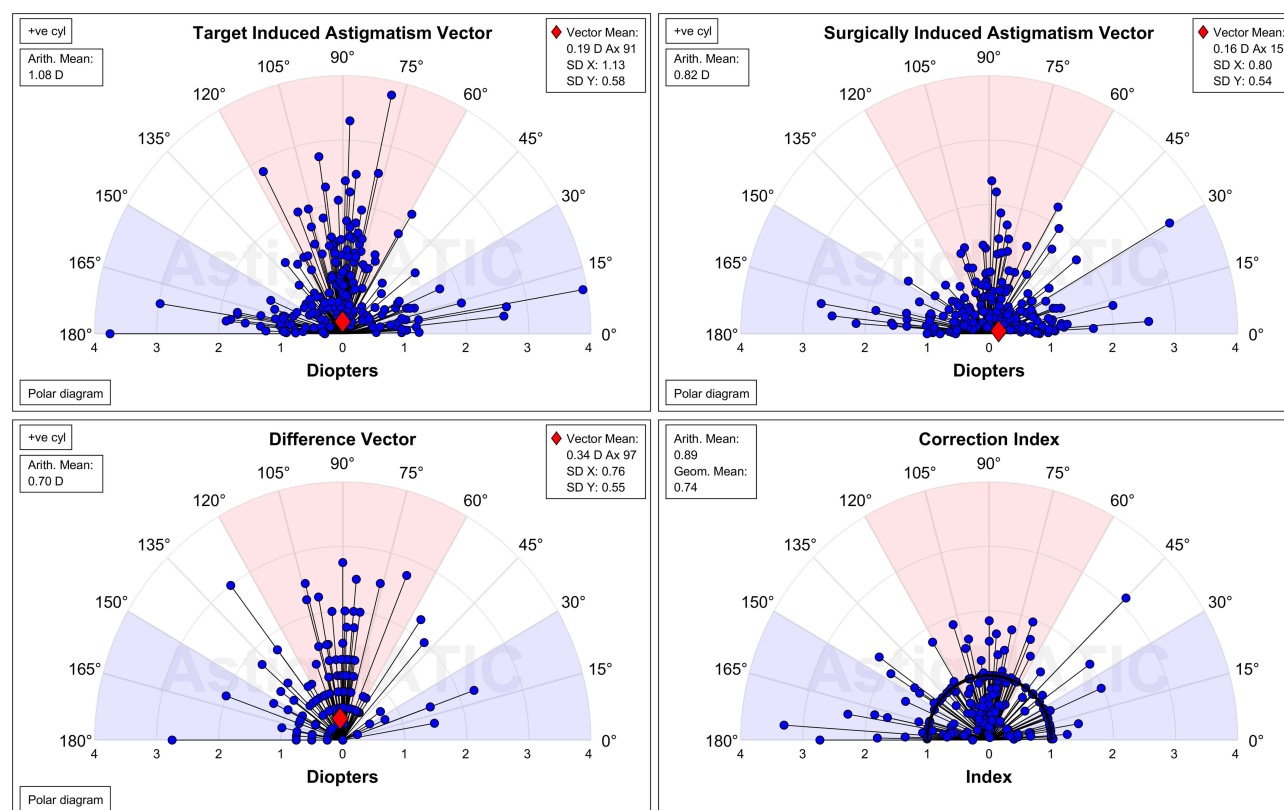 +ve cyl
Arith. Mean:
1.08 D
Target Induced Astigmatism Vector
Vector Mean:
0.19 D Ax 91
SD X: 1.13
SD Y: 0.58
90°
105°
75°
120°
60°
135°
45°
150°
30°
165°
15°
180°
0°
4
3
2
1
0
1
2
3
4
Diopters
Polar diagram
+ve cyl
Arith. Mean:
0.82 D
Surgically Induced Astigmatism Vector
Vector Mean:
0.16 D Ax 15
SD X: 0.80
SD Y: 0.54
90°
105°
75°
120°
60°
135°
45°
150°
30°
165°
15°
180°
0°
4
3
2
1
0
1
2
3
4
Diopters
Polar diagram
+ve cyl
Arith. Mean:
0.70 D
Difference Vector
Vector Mean:
0.34 D Ax 97
SD X: 0.76
SD Y: 0.55
90°
105°
75°
120°
60°
135°
45°
150°
30°
165°
15°
180°
0°
4
3
2
1
0
1
2
3
4
Diopters
Polar diagram
Arith. Mean:
0.89
Geom. Mean:
0.74
Correction Index
90°
105°
75°
120°
60°
135°
45°
150°
30°
165°
15°
180°
0°
4
3
2
1
0
1
2
3
4
Index